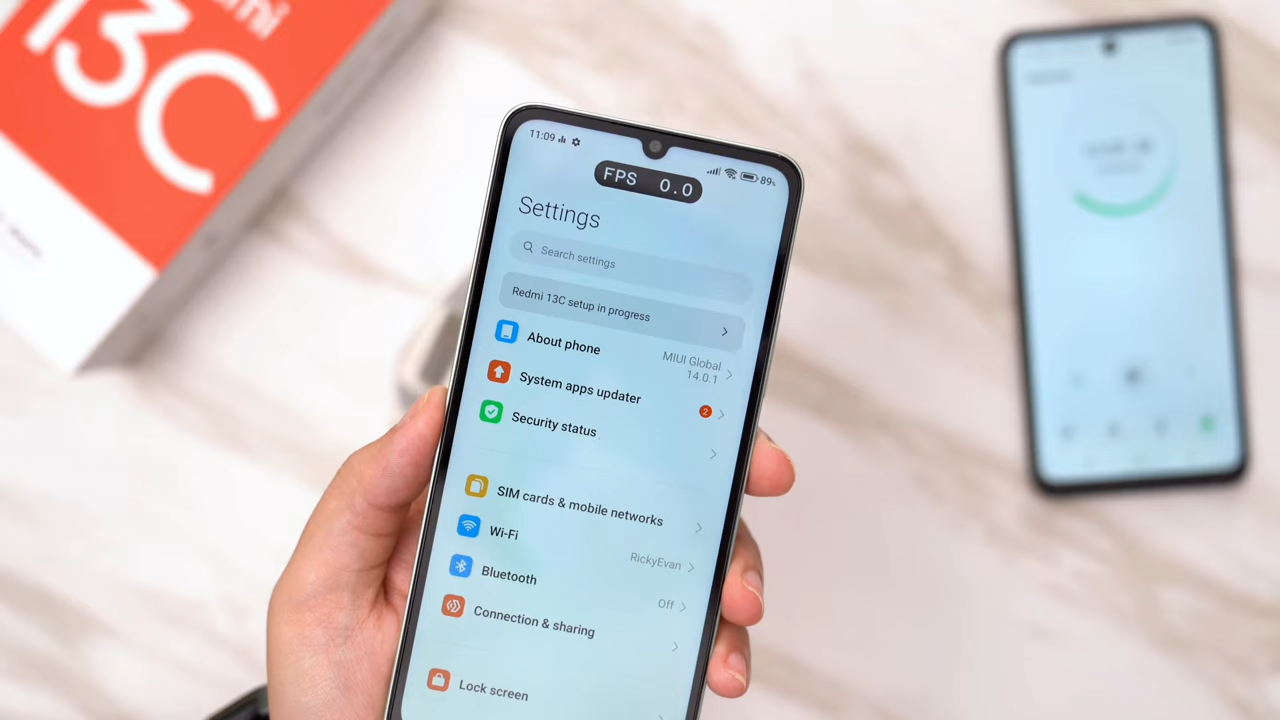 13C
11:09
89%
FPS 0.0
Settings
Search settings
Redmi 13C setup in progress
About phone
MIUI Global
14.0.1
System apps updater
2
Security status
SIM cards & mobile networks
Wi-Fi
RickyEvan
Bluetooth
Off
Connection & sharing
Lock screen